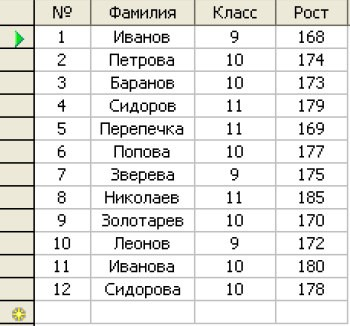 № Фамилия Класс Рост
1 Иванов 9 168
2 Петрова 10 174
3 Баранов 10 173
4 Сидоров 11 179
5 Перепечка 11 169
6 Попова 10 177
7 Зверева 9 175
8 Николаев 11 185
9 Золотарев 10 170
10 Леонов 9 172
11 Иванова 10 180
12 Сидорова 10 178